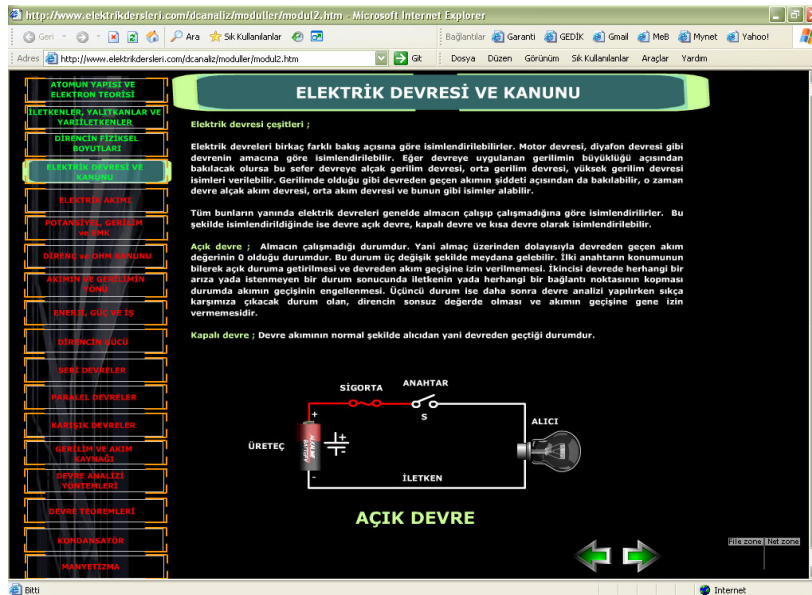 http://www.elektrikdersleri.com/dcanaliz/moduller/modul2.htm - Microsoft Internet Explorer
Geri
Ara
Sık Kullanılanlar
Bağlantılar
Garanti
GEDİK
Gmail
MeB
Mynet
Yahoo!
Adres
http://www.elektrikdersleri.com/dcanaliz/moduller/modul2.htm
Git
Dosya
Düzen
Görünüm
Sık Kullanılanlar
Araçlar
Yardım
ATOMUN YAPISI VE
ELEKTRON TEORİSİ
İLETKENLER, YALITKANLAR VE
YARIİLETKENLER
DİRENCİN FİZİKSEL
BOYUTLARI
ELEKTRİK DEVRESİ VE
KANUNU
ELEKTRİK AKIMI
POTANSİYEL, GERİLİM
ve EMK
DİRENÇ ve OHM KANUNU
AKIMIN VE GERİLİMİN
YÖNÜ
ENERJİ, GÜÇ VE İŞ
DİRENCİN GÜCÜ
SERİ DEVRELER
PARALEL DEVRELER
KARIŞIK DEVRELER
GERİLİM VE AKIM
KAYNAĞI
DEVRE ANALİZİ
YÖNTEMLERİ
DEVRE TEOREMLERİ
KONDANSATÖR
MANYETİZMA
ELEKTRİK DEVRESİ VE KANUNU
Elektrik devresi çeşitleri ;
Elektrik devreleri birkaç farklı bakış açısına göre isimlendirilebilirler. Motor devresi, diyafon devresi gibi
devrenin amacına göre isimlendirilebilir. Eğer devreye uygulanan gerilimin büyüklüğü açısından
bakılacak olursa bu sefer devreye alçak gerilim devresi, orta gerilim devresi, yüksek gerilim devresi
isimleri verilebilir. Gerilimde olduğu gibi devreden geçen akımın şiddeti açısından da bakılabilir, o zaman
devre alçak akım devresi, orta akım devresi ve bunun gibi isimler alabilir.
Tüm bunların yanında elektrik devreleri genelde almacın çalışıp çalışmadığına göre isimlendirilirler. Bu
şekilde isimlendirildiğinde ise devre açık devre, kapalı devre ve kısa devre olarak isimlendirilebilir.
Açık devre ; Almacın çalışmadığı durumdur. Yani almaç üzerinden dolayısıyla devreden geçen akım
değerinin 0 olduğu durumdur. Bu durum üç değişik şekilde meydana gelebilir. İlki anahtarın konumunun
bilerek açık duruma getirilmesi ve devreden akım geçişine izin verilmemesi. İkincisi devrede herhangi bir
arıza yada istenmeyen bir durum sonucunda iletkenin yada herhangi bir bağlantı noktasının kopması
durumda akımın geçişinin engellenmesi. Üçüncü durum ise daha sonra devre analizi yapılırken sıkça
karşımıza çıkacak durum olan, direncin sonsuz değerde olması ve akımın geçişine gene izin
vermemesidir.
Kapalı devre ; Devre akımının normal şekilde alıcıdan yani devreden geçtiği durumdur.
SİGORTA
ANAHTAR
S
ALICI
ÜRETEÇ
+
-
İLETKEN
AÇIK DEVRE
File zone | Net zone
Bitti
Internet